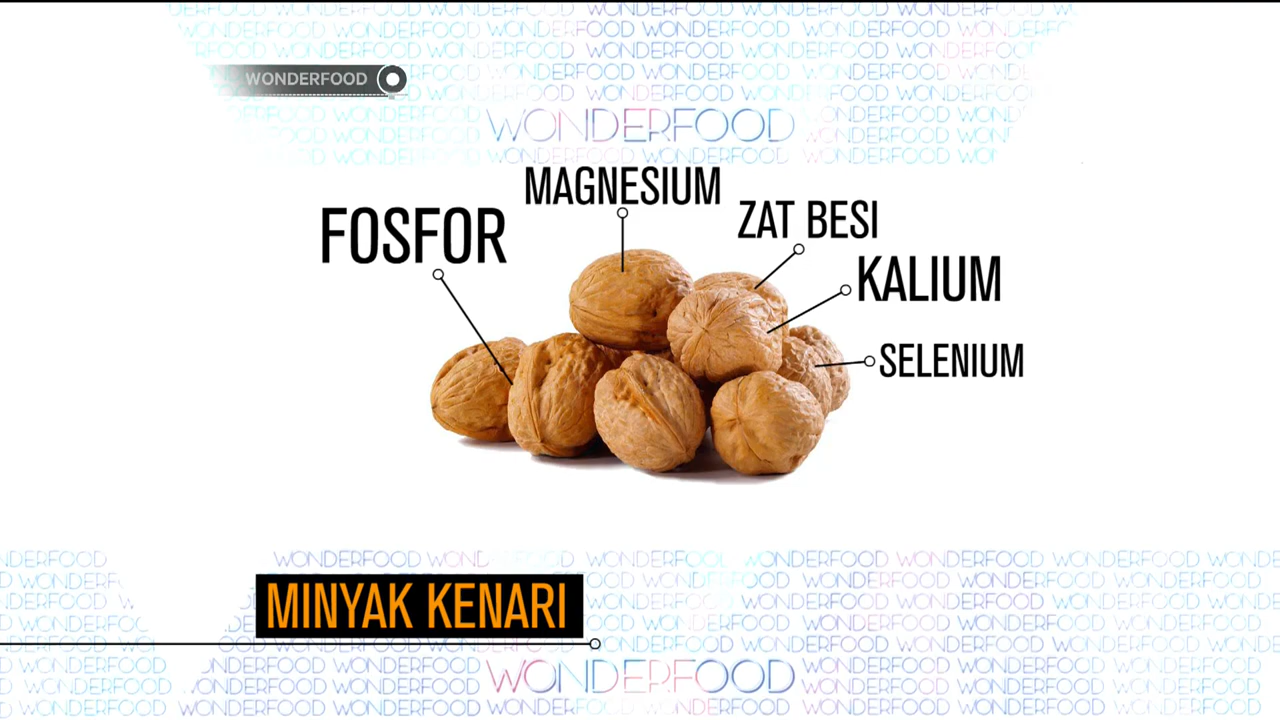 WONDERFOOD
WONDERFOOD
MAGNESIUM
FOSFOR
ZAT BESI
KALIUM
SELENIUM
MINYAK KENARI
WONDERFOOD